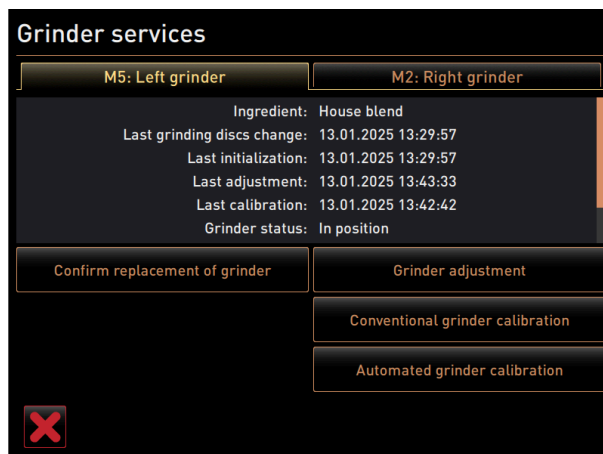 Grinder services
M5: Left grinder
M2: Right grinder
Ingredient: House blend
Last grinding discs change: 13.01.2025 13:29:57
Last initialization: 13.01.2025 13:29:57
Last adjustment: 13.01.2025 13:43:33
Last calibration: 13.01.2025 13:42:42
Grinder status: In position
Confirm replacement of grinder
Grinder adjustment
Conventional grinder calibration
Automated grinder calibration